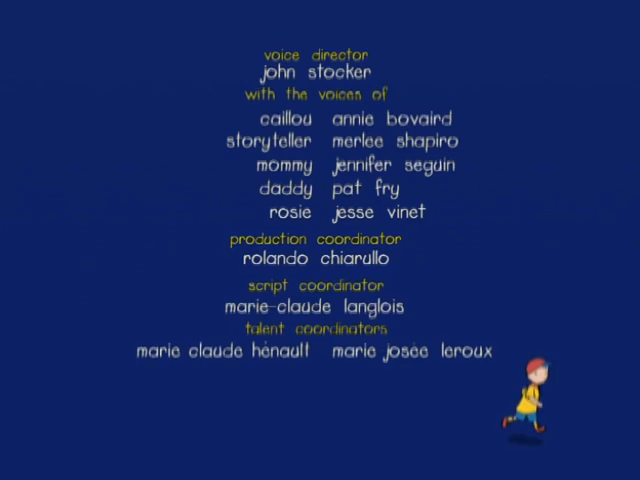 voice director
john stocker
with the voices of
caillou annie bovaird
storyteller merlee shapiro
mommy jennifer seguin
daddy pat fry
rosie jesse vinet
production coordinator
rolando chiarullo
script coordinator
marie-claude langlois
talent coordinators
marie claude hénault marie josée leroux